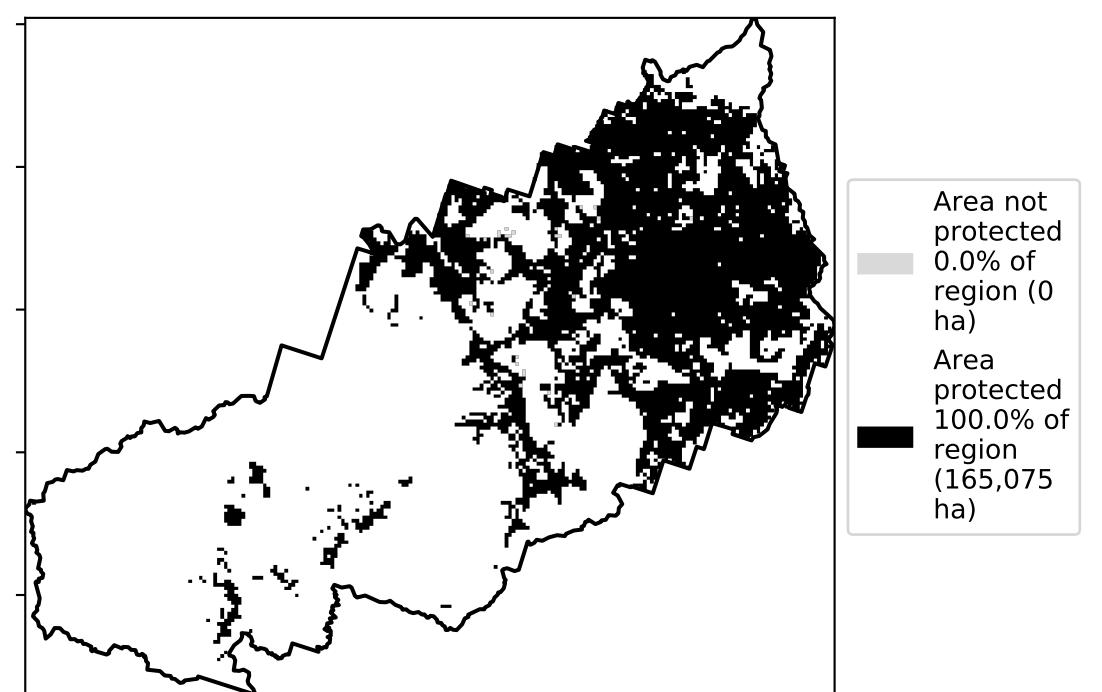 Area not
protected
0.0% of
region (0
ha)
Area
protected
100.0% of
region
(165,075
ha)